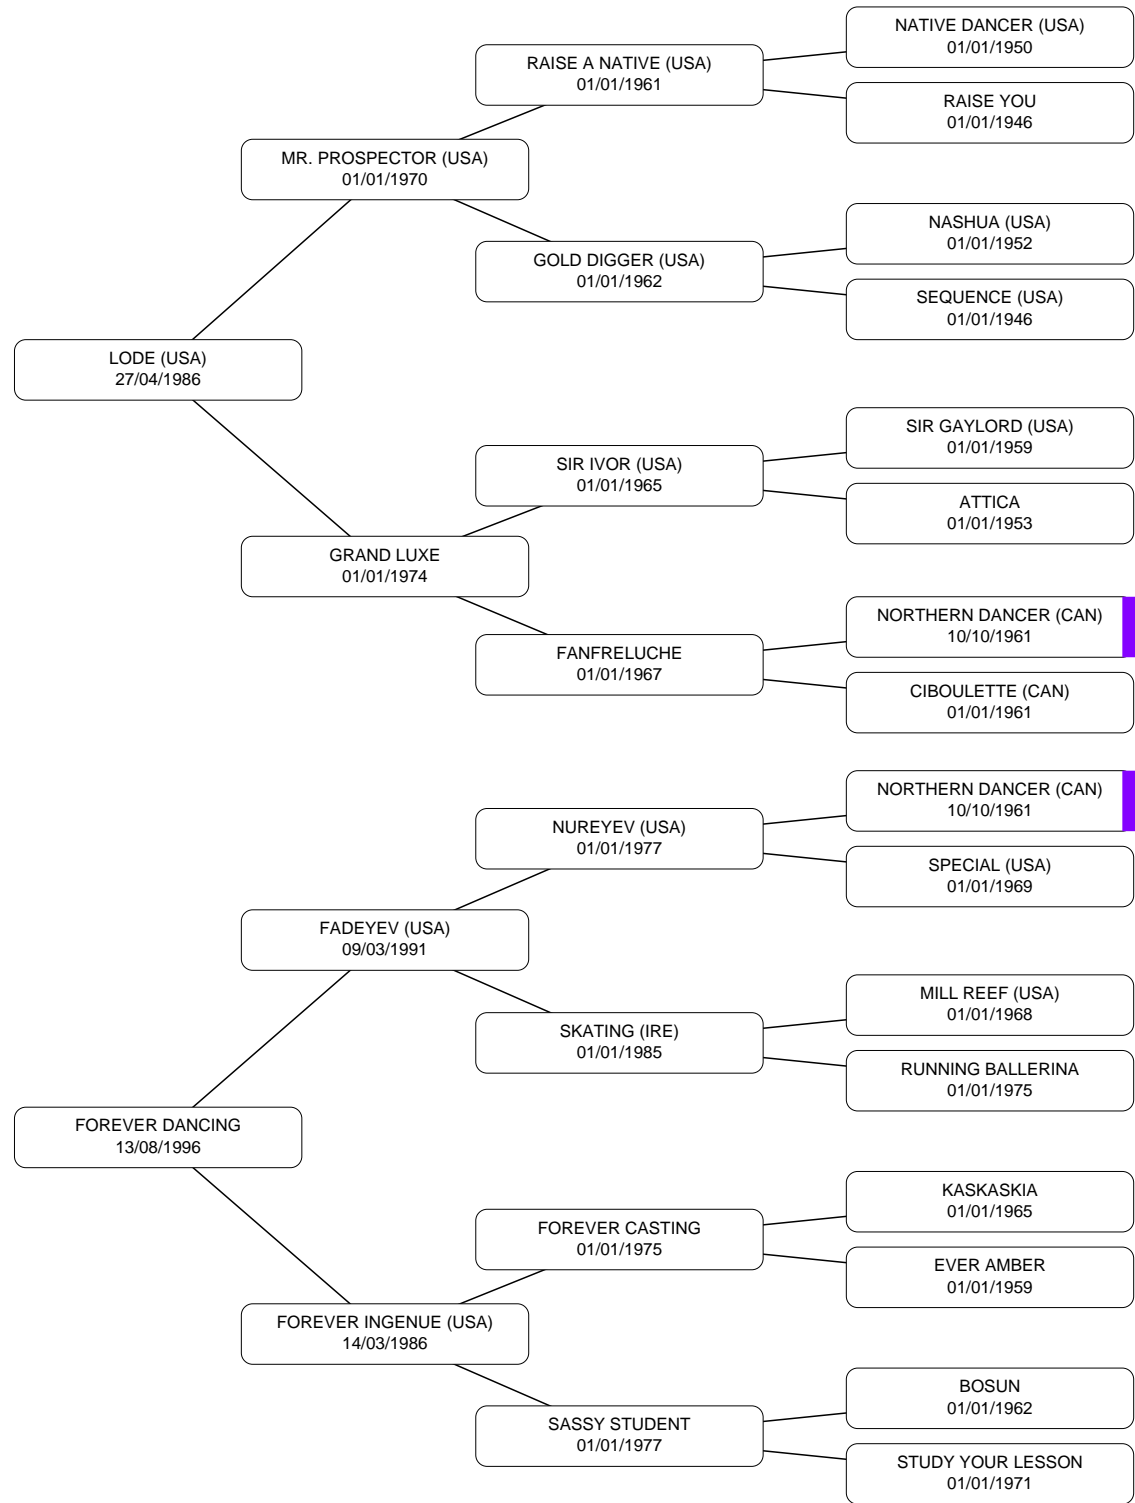 NATIVE DANCER (USA)
01/01/1950
RAISE A NATIVE (USA)
01/01/1961
RAISE YOU
01/01/1946
MR. PROSPECTOR (USA)
01/01/1970
NASHUA (USA)
01/01/1952
GOLD DIGGER (USA)
01/01/1962
SEQUENCE (USA)
01/01/1946
LODE (USA)
27/04/1986
SIR GAYLORD (USA)
01/01/1959
SIR IVOR (USA)
01/01/1965
ATTICA
01/01/1953
GRAND LUXE
01/01/1974
NORTHERN DANCER (CAN)
10/10/1961
FANFRELUCHE
01/01/1967
CIBOULETTE (CAN)
01/01/1961
NORTHERN DANCER (CAN)
10/10/1961
NUREYEV (USA)
01/01/1977
SPECIAL (USA)
01/01/1969
FADEYEV (USA)
09/03/1991
MILL REEF (USA)
01/01/1968
SKATING (IRE)
01/01/1985
RUNNING BALLERINA
01/01/1975
FOREVER DANCING
13/08/1996
KASKASKIA
01/01/1965
FOREVER CASTING
01/01/1975
EVER AMBER
01/01/1959
FOREVER INGENUE (USA)
14/03/1986
BOSUN
01/01/1962
SASSY STUDENT
01/01/1977
STUDY YOUR LESSON
01/01/1971